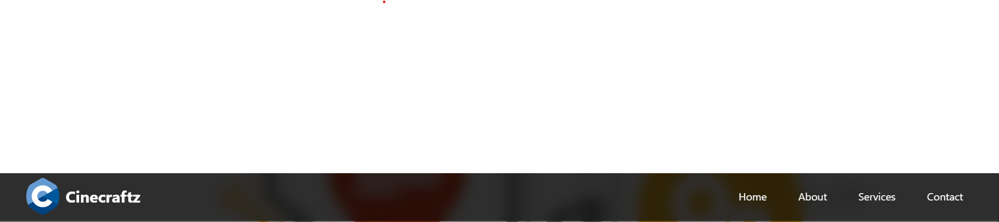 Cinecraftz
Home
About
Services
Contact